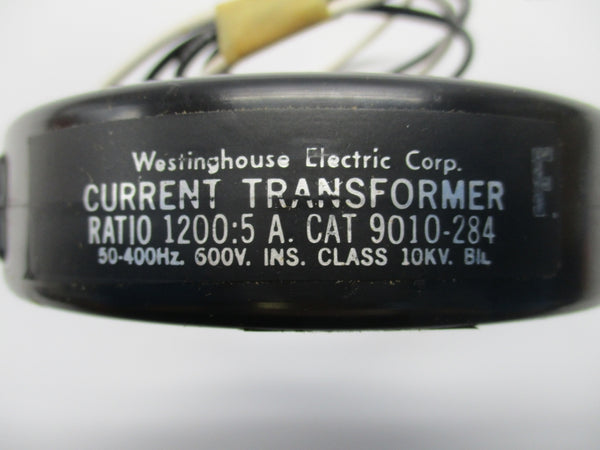 Westinghouse Electric Corp.
CURRENT TRANSFORMER
RATIO 1200:5 A. CAT 9010-284
50-400Hz. 600V. INS. CLASS 10KV. BIL